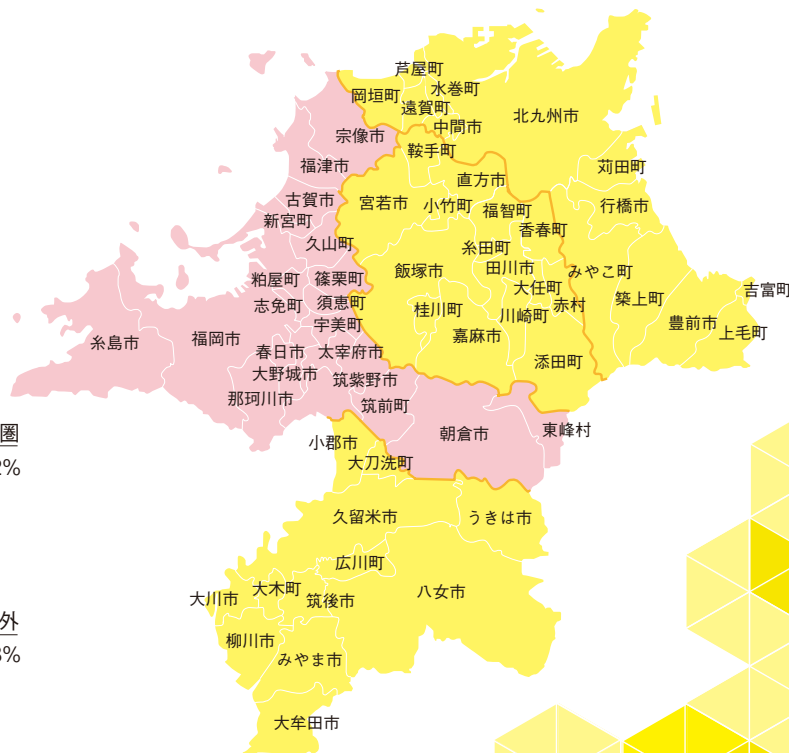 芦屋町
水巻町
岡垣町
遠賀町
北九州市
中間市
宗像市
鞍手町
福津市
苅田町
直方市
古賀市
宮若市
小竹町
福智町
行橋市
新宮町
香春町
久山町
糸田町
粕屋町
篠栗町
飯塚市
田川市
みやこ町
大任町
吉富町
志免町
須恵町
桂川町
赤村
築上町
宇美町
川崎町
豊前市
上毛町
糸島市
福岡市
嘉麻市
春日市
太宰府市
添田町
大野城市
筑紫野市
那珂川市
筑前町
朝倉市
東峰村
圏
小郡市
大刀洗町
%
久留米市
うきは市
広川町
大木町
八女市
大川市
筑後市
外
柳川市
みやま市
%
大牟田市